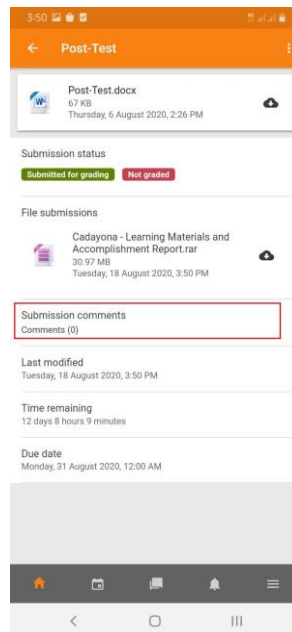 3:50
Post-Test
Post-Test.docx
67 KB
Thursday, 6 August 2020, 2:26 PM
Submission status
Submitted for grading Not graded
File submissions
Cadayona - Learning Materials and
Accomplishment Report.rar
30.97 MB
Tuesday, 18 August 2020, 3:50 PM
Submission comments
Comments (0)
Last modified
Tuesday, 18 August 2020, 3:50 PM
Time remaining
12 days 8 hours 9 minutes
Due date
Monday, 31 August 2020, 12:00 AM